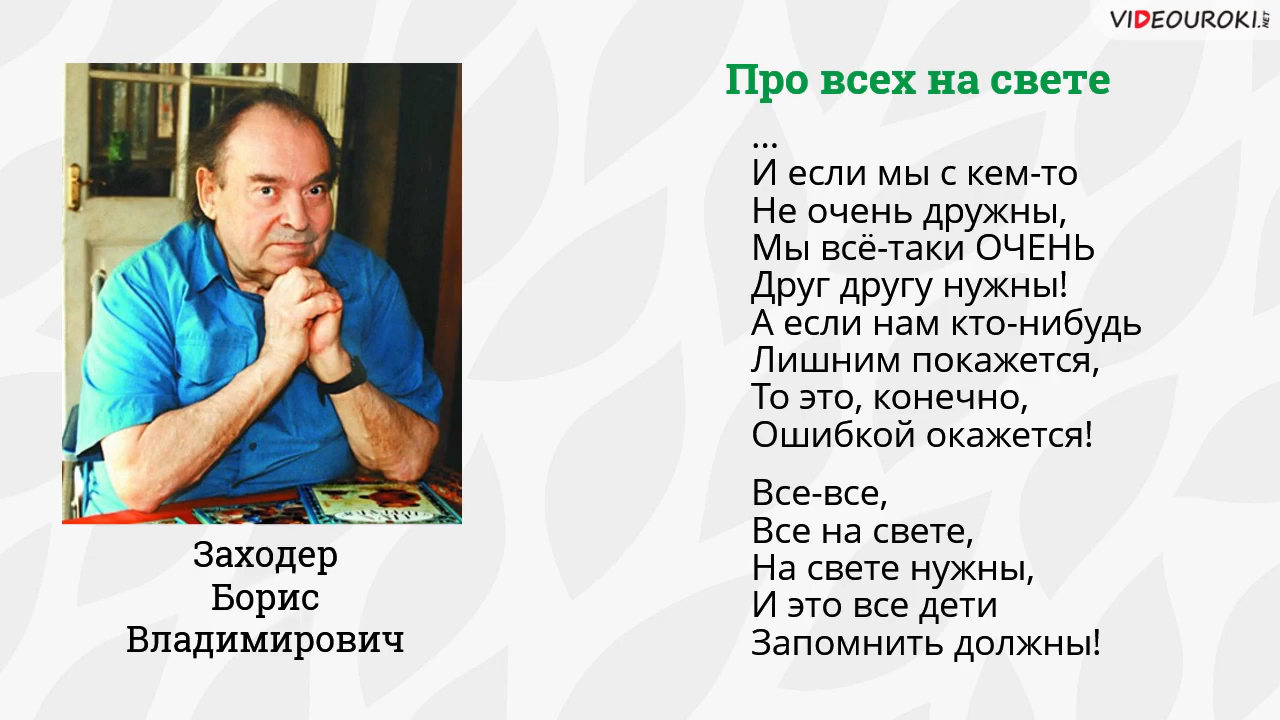 VIDEOUROKI.NET
Про всех на свете
...
И если мы с кем-то
Не очень дружны,
Мы всё-таки ОЧЕНЬ
Друг другу нужны!
А если нам кто-нибудь
Лишним покажется,
То это, конечно,
Ошибкой окажется!
Все-все,
Все на свете,
На свете нужны,
И это все дети
Запомнить должны!
Заходер
Борис
Владимирович